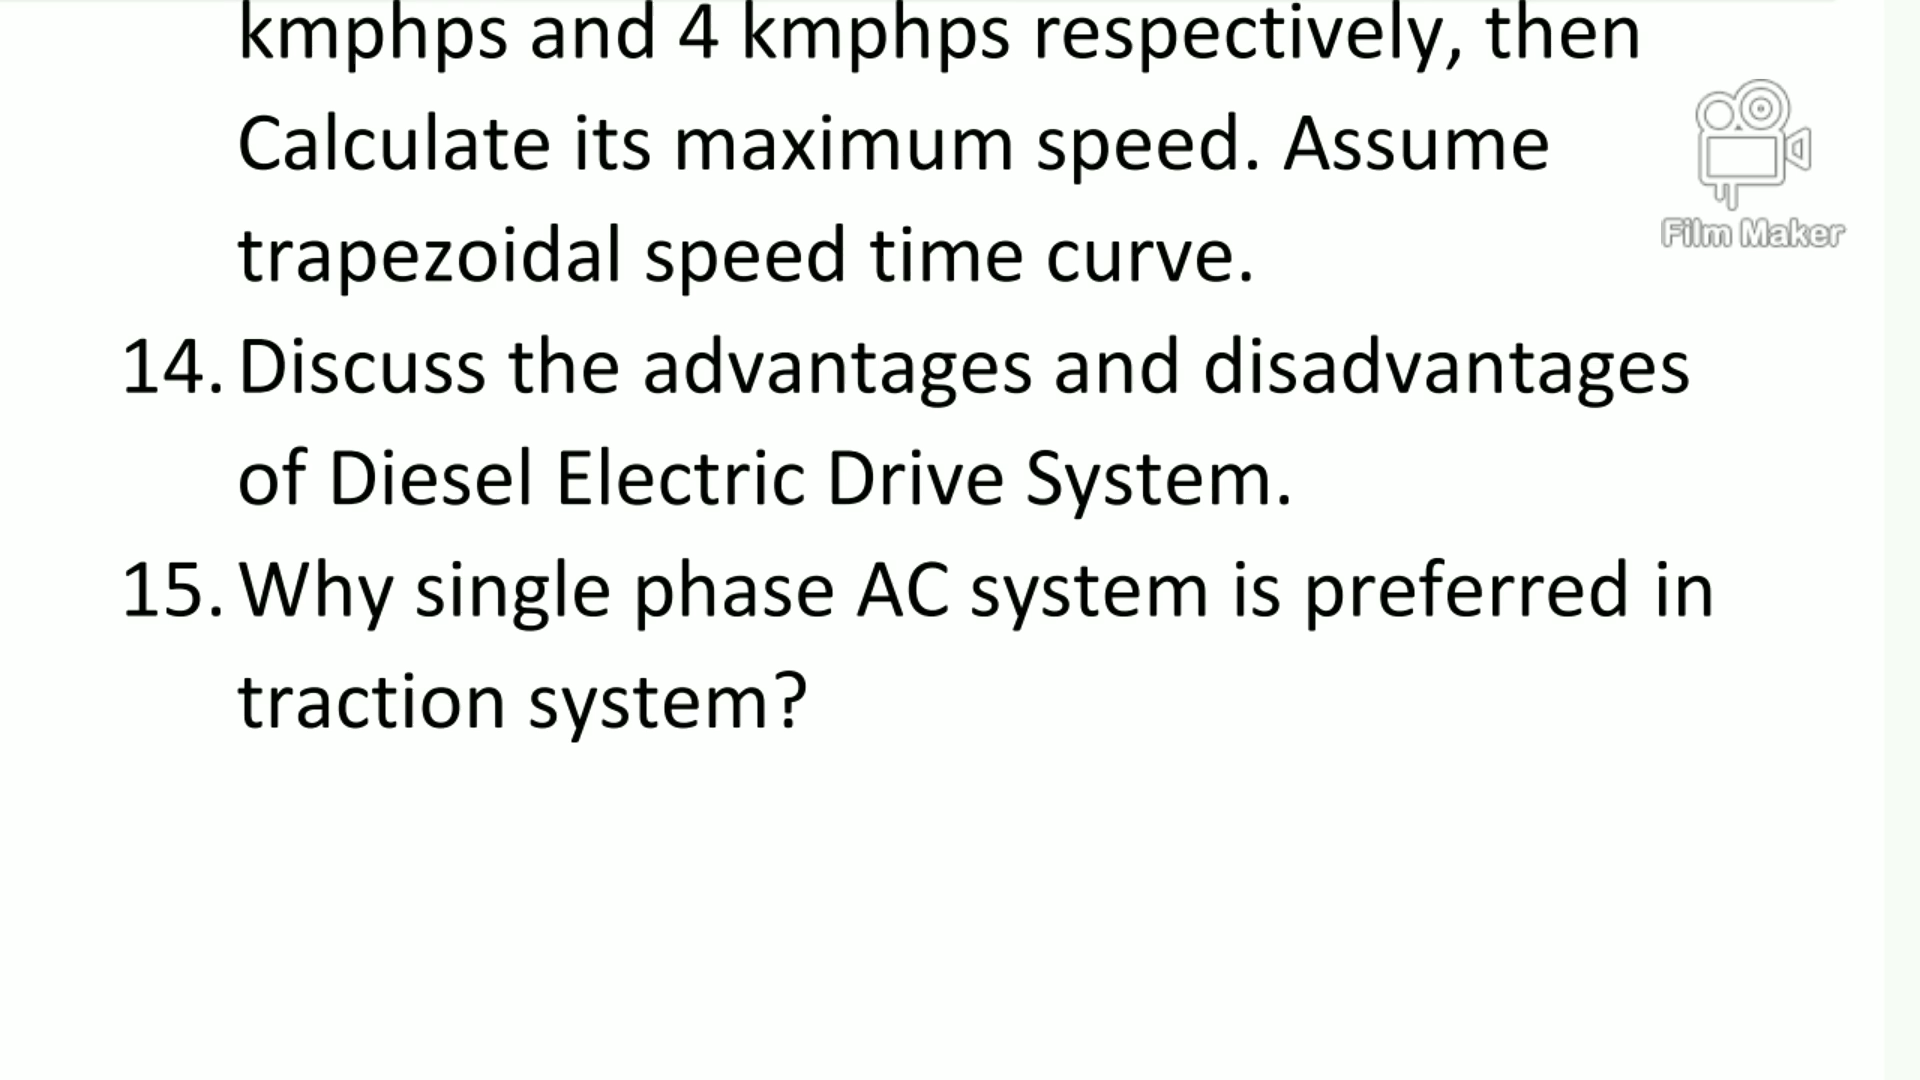 kmphps and 4 kmphps respectively, then
Calculate its maximum speed. Assume
trapezoidal speed time curve.
14. Discuss the advantages and disadvantages
of Diesel Electric Drive System.
15. Why single phase AC system is preferred in
traction system?
Film Maker